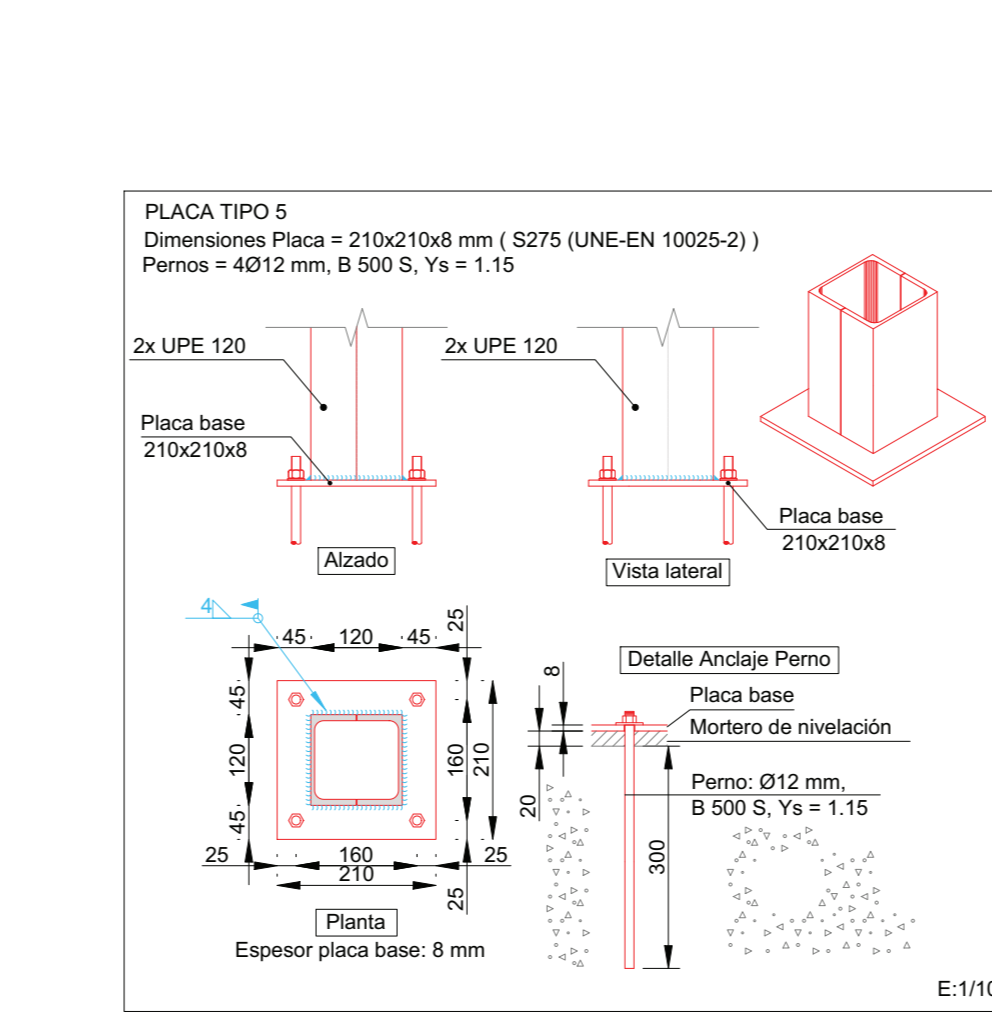 PLACA TIPO 5
Dimensiones Placa = 210x210x8 mm ( S275 (UNE-EN 10025-2) )
Pernos = 4Ø12 mm, B 500 S, Ys = 1.15
2x UPE 120
2x UPE 120
Placa base
210x210x8
Placa base
210x210x8
Alzado
Vista lateral
4
45
120
45
25
45
120
45
160
210
25
160
25
210
25
Planta
Espesor placa base: 8 mm
Detalle Anclaje Perno
8
Placa base
Mortero de nivelación
20
Perno: Ø12 mm,
B 500 S, Ys = 1.15
300
E:1/10